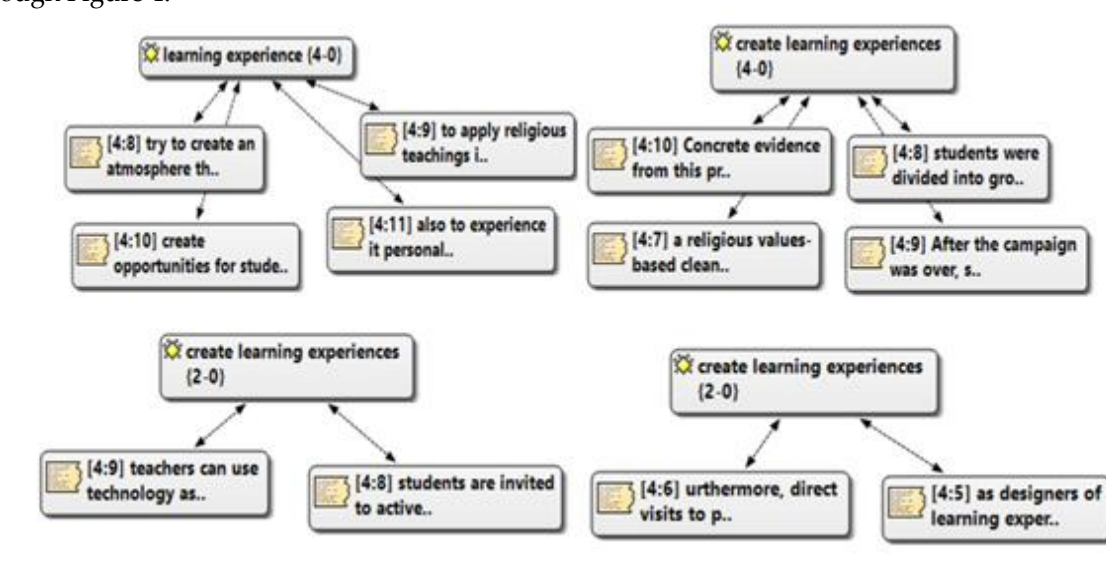 learning experience {4-0}
[4:8] try to create an
atmosphere th..
[4:9] to apply religious
teachings i..
[4:10] create
opportunities for stude..
[4:11] also to experience
it personal..
create learning experiences
{4-0}
[4:10] Concrete evidence
from this pr..
[4:8] students were
divided into gro..
[4:7] a religious values-
based clean..
[4:9] After the campaign
was over, s..
create learning experiences
{2-0}
[4:9] teachers can use
technology as..
[4:8] students are invited
to active..
create learning experiences
{2-0}
[4:6] urthermore, direct
visits to p..
[4:5] as designers of
learning exper..